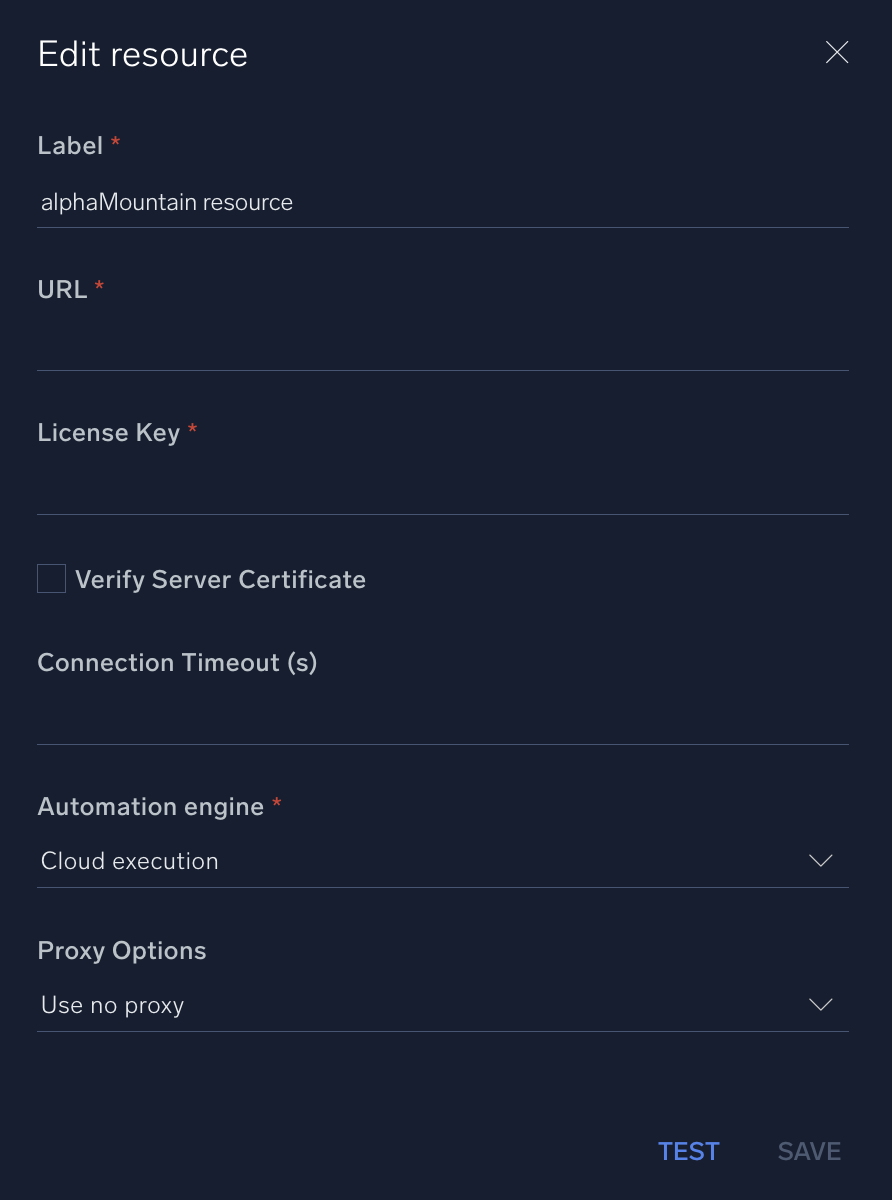 Edit resource
Label *
alphaMountain resource
URL *
License Key *
Verify Server Certificate
Connection Timeout (s)
Automation engine *
Cloud execution
Proxy Options
Use no proxy
TEST SAVE